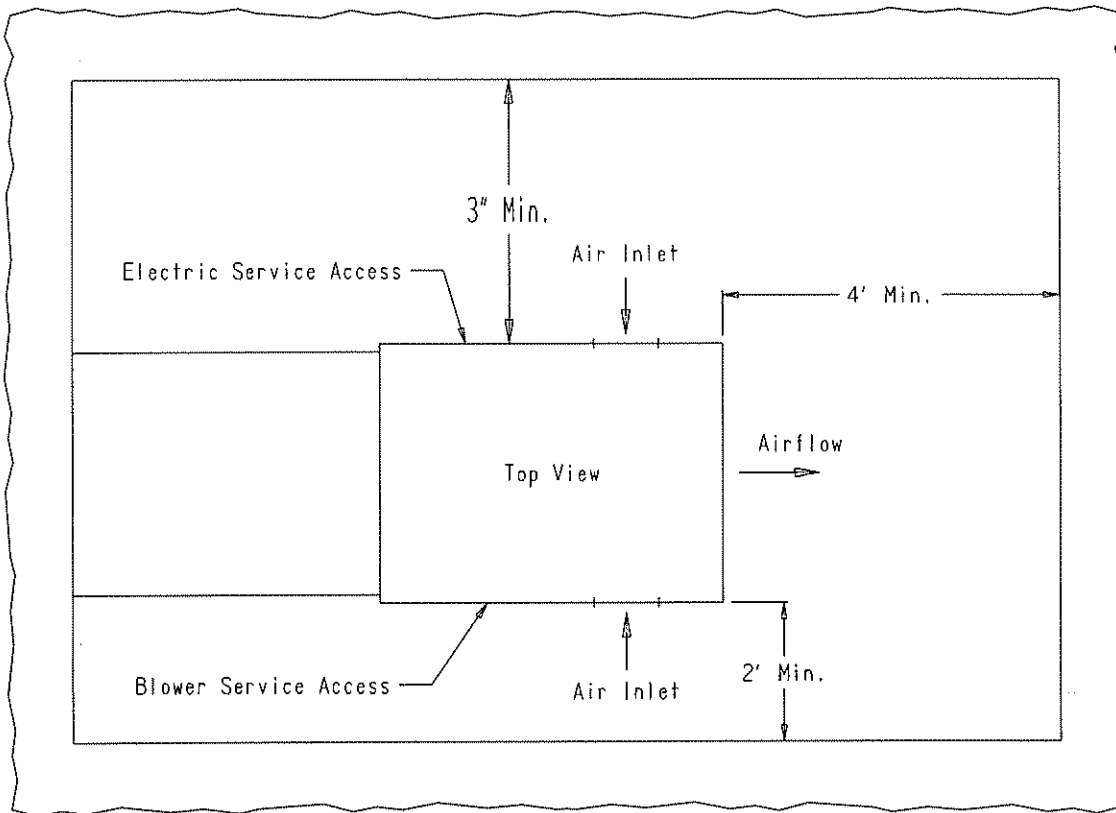 3" Min.
Air Inlet
Electric Service Access
4' Min.
Airflow
Top View
Blower Service Access
Air Inlet
2' Min.